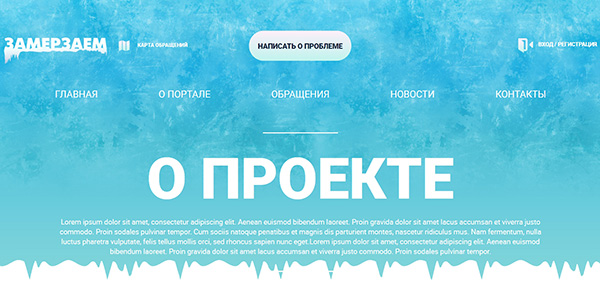 ЗАМЕРЗАЕМ
КАРТА ОБРАЩЕНИЙ
НАПИСАТЬ О ПРОБЛЕМЕ
ВХОД / РЕГИСТРАЦИЯ
ГЛАВНАЯ
О ПОРТАЛЕ
ОБРАЩЕНИЯ
НОВОСТИ
КОНТАКТЫ
О ПРОЕКТЕ
Lorem ipsum dolor sit amet, consectetur adipiscing elit. Aenean euismod bibendum laoreet. Proin gravida dolor sit amet lacus accumsan et viverra justo
commodo. Proin sodales pulvinar tempor. Cum sociis natoque penatibus et magnis dis parturient montes, nascetur ridiculus mus. Nam fermentum, nulla luctus
pharetra vulputate, felis tellus mollis orci, sed rhoncus sapien nunc eget.Lorem ipsum dolor sit amet, consectetur adipiscing elit. Aenean euismod
bibendum laoreet. Proin gravida dolor sit amet lacus accumsan et viverra justo commodo. Proin sodales pulvinar tempor.